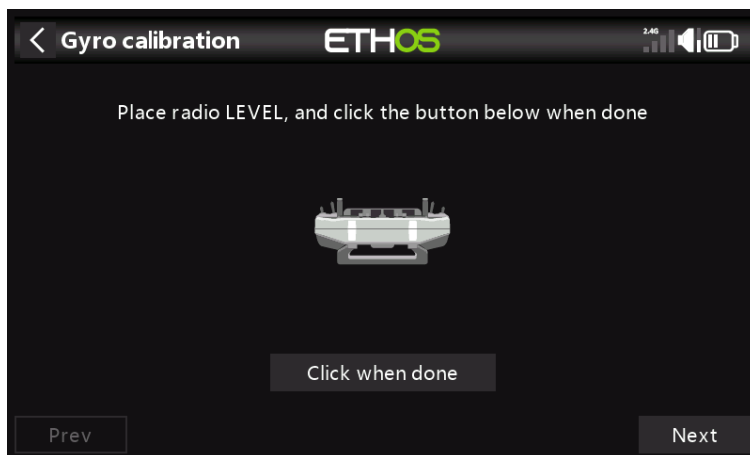 Gyro calibration
ETHOS
2.4G
Place radio LEVEL, and click the button below when done
Click when done
Prev
Next